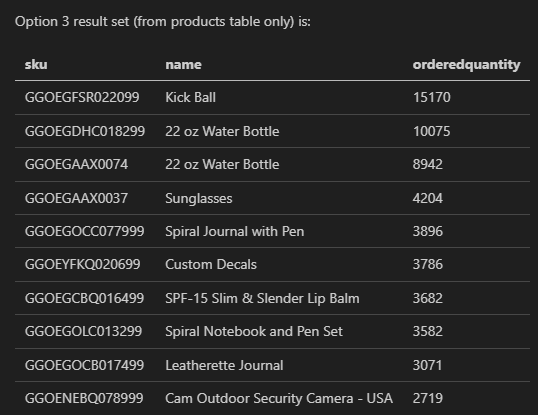 Option 3 result set (from products table only) is:
sku name orderedquantity
GGOEGFSR022099 Kick Ball 15170
GGOEGDHC018299 22 oz Water Bottle 10075
GGOEGAAX0074 22 oz Water Bottle 8942
GGOEGAAX0037 Sunglasses 4204
GGOEGOCC077999 Spiral Journal with Pen 3896
GGOEYFKQ020699 Custom Decals 3786
GGOEGCBQ016499 SPF-15 Slim & Slender Lip Balm 3682
GGOEGOLC013299 Spiral Notebook and Pen Set 3582
GGOEGOCB017499 Leatherette Journal 3071
GGOENEBQ078999 Cam Outdoor Security Camera - USA 2719